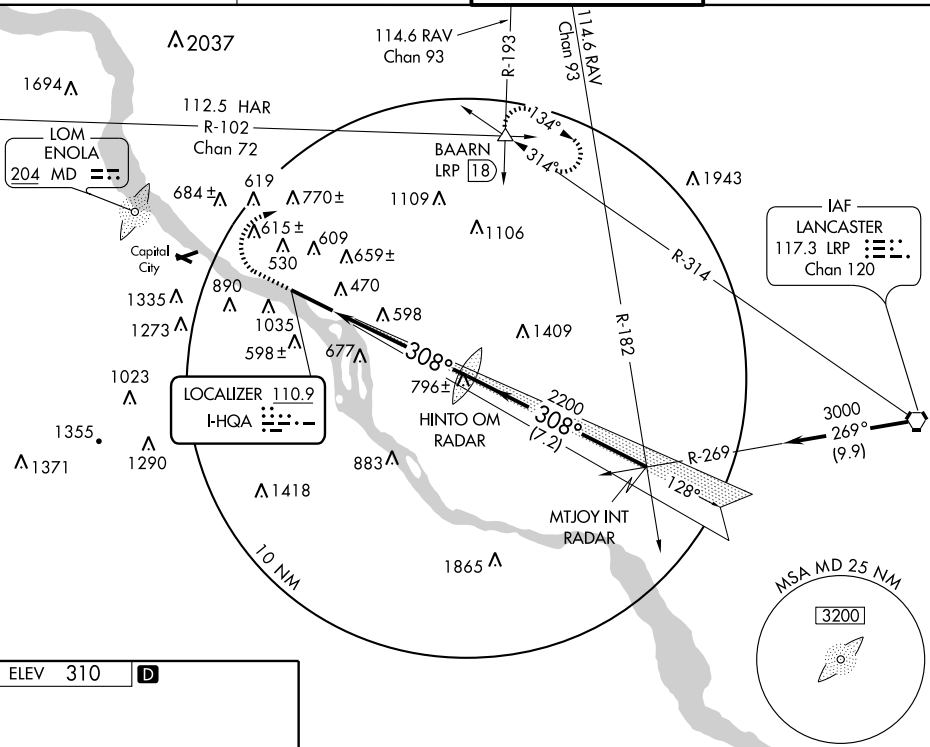 2037
114.6 RAV
Chan 93
R-193
114.6 RAV
Chan 93
1694
112.5 HAR
R-102
Chan 72
LOM
ENOLA
204 MD
134°
314°
BAARN
LRP 18
1943
684 ±
619
770±
1109
1106
IAF
LANCASTER
117.3 LRP
Chan 120
615±
530
609
659±
Capital
City
R-314
890
470
1335
1035
598
1273
598±
677
1409
R-182
308°
1023
796±
LOCALIZER 110.9
I-HQA
HINTO OM
RADAR
2200
308°
(7.2)
3000
269°
(9.9)
R-269
1355
1290
1371
883
128°
1418
MTJOY INT
RADAR
1865
10 NM
MSA MD 25 NM
3200
ELEV 310 D